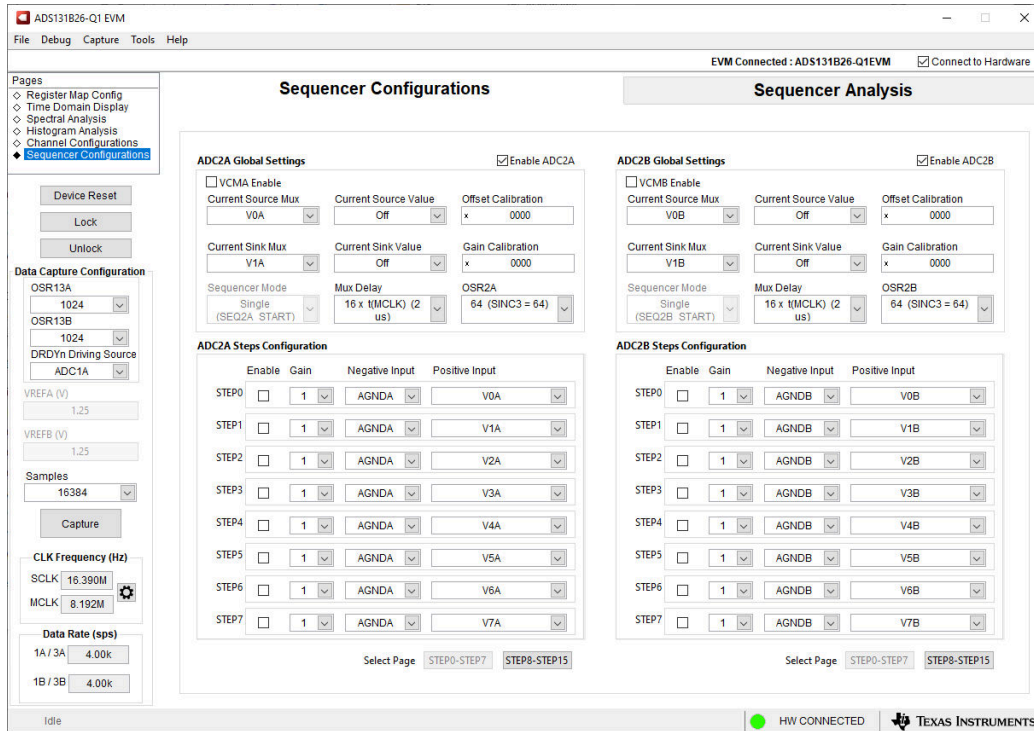 ADS131B26-Q1 EVM
File Debug Capture Tools Help
EVM Connected : ADS131B26-Q1EVM Connect to Hardware
Pages
Register Map Config
Time Domain Display
Spectral Analysis
Histogram Analysis
Channel Configurations
Sequencer Configurations
Device Reset
Lock
Unlock
Data Capture Configuration
OSR13A
1024
OSR13B
1024
DRDYn Driving Source
ADC1A
VREFA (V)
1.25
VREFB (V)
1.25
Samples
16384
Capture
CLK Frequency (Hz)
SCLK 16.390M
MCLK 8.192M
Data Rate (sps)
1A / 3A 4.00k
1B / 3B 4.00k
Sequencer Configurations Sequencer Analysis
ADC2A Global Settings Enable ADC2A
VCMA Enable
Current Source Mux Current Source Value Offset Calibration
V0A Off x 0000
Current Sink Mux Current Sink Value Gain Calibration
V1A Off x 0000
Sequencer Mode Mux Delay OSR2A
Single (SEQ2A START) 16 x t(MCLK) (2 us) 64 (SINC3 = 64)
ADC2A Steps Configuration
Enable Gain Negative Input Positive Input
STEP0 1 AGNDA V0A
STEP1 1 AGNDA V1A
STEP2 1 AGNDA V2A
STEP3 1 AGNDA V3A
STEP4 1 AGNDA V4A
STEP5 1 AGNDA V5A
STEP6 1 AGNDA V6A
STEP7 1 AGNDA V7A
Select Page STEP0-STEP7 STEP8-STEP15
ADC2B Global Settings Enable ADC2B
VCMB Enable
Current Source Mux Current Source Value Offset Calibration
V0B Off x 0000
Current Sink Mux Current Sink Value Gain Calibration
V1B Off x 0000
Sequencer Mode Mux Delay OSR2B
Single (SEQ2B START) 16 x t(MCLK) (2 us) 64 (SINC3 = 64)
ADC2B Steps Configuration
Enable Gain Negative Input Positive Input
STEP0 1 AGNDB V0B
STEP1 1 AGNDB V1B
STEP2 1 AGNDB V2B
STEP3 1 AGNDB V3B
STEP4 1 AGNDB V4B
STEP5 1 AGNDB V5B
STEP6 1 AGNDB V6B
STEP7 1 AGNDB V7B
Select Page STEP0-STEP7 STEP8-STEP15
Idle HW CONNECTED TEXAS INSTRUMENTS